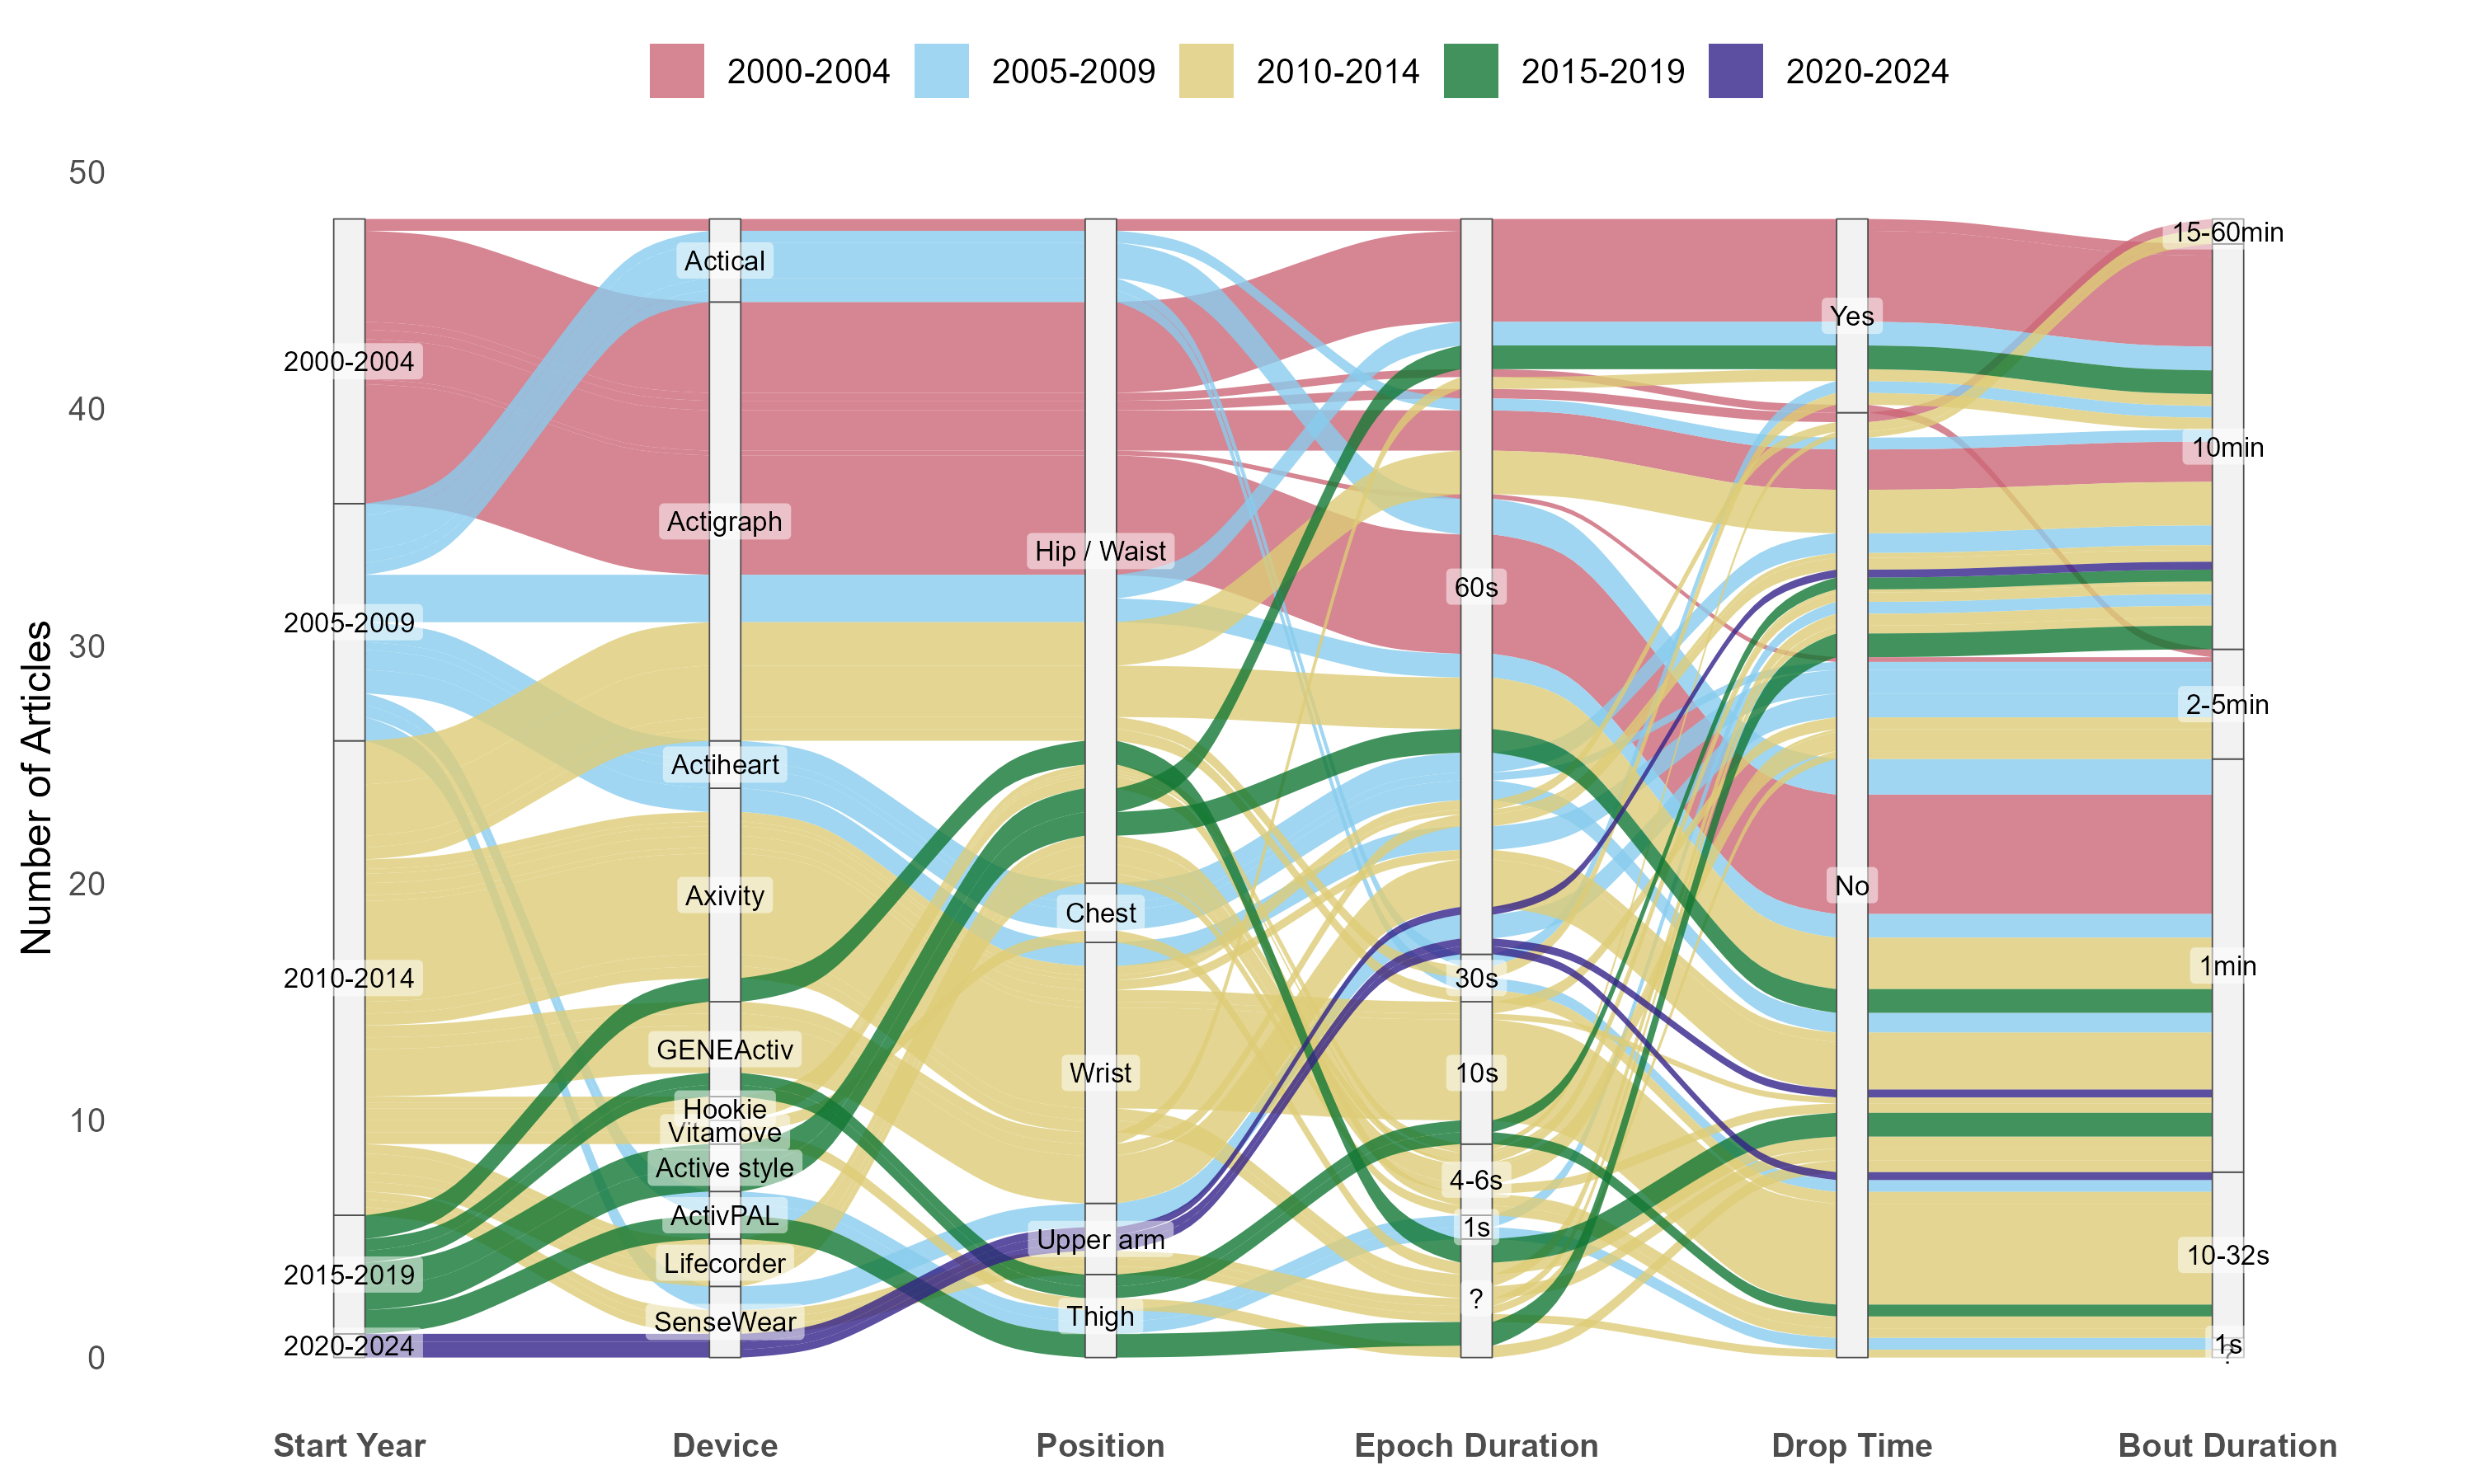 2000-2004 2005-2009 2010-2014 2015-2019 2020-2024
Number of Articles
50
40
30
20
10
0
2000-2004
2005-2009
2010-2014
2015-2019
2020-2024
Actical
Actigraph
Actiheart
Axivity
GENEActiv
Hookie
Vitamove
Active style
ActivPAL
Lifecorder
SenseWear
Hip / Waist
Chest
Wrist
Upper arm
Thigh
60s
30s
10s
4-6s
1s
?
Yes
No
15-60min
10min
2-5min
1min
10-32s
1s
?
Start Year Device Position Epoch Duration Drop Time Bout Duration